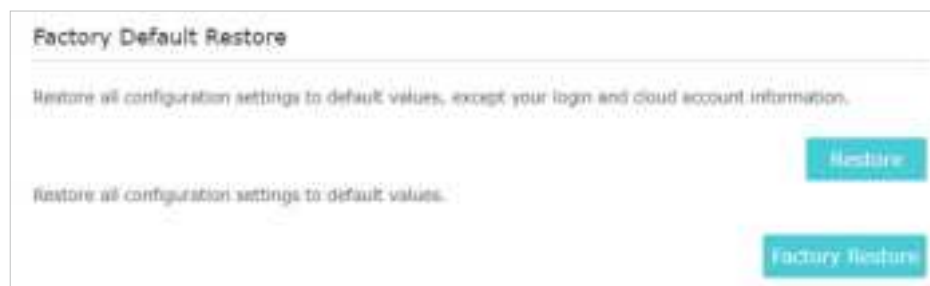 Factory Default Restore
Restore all configuration settings to default values, except your login and cloud account information.
Restore
Restore all configuration settings to default values.
Factory Restore